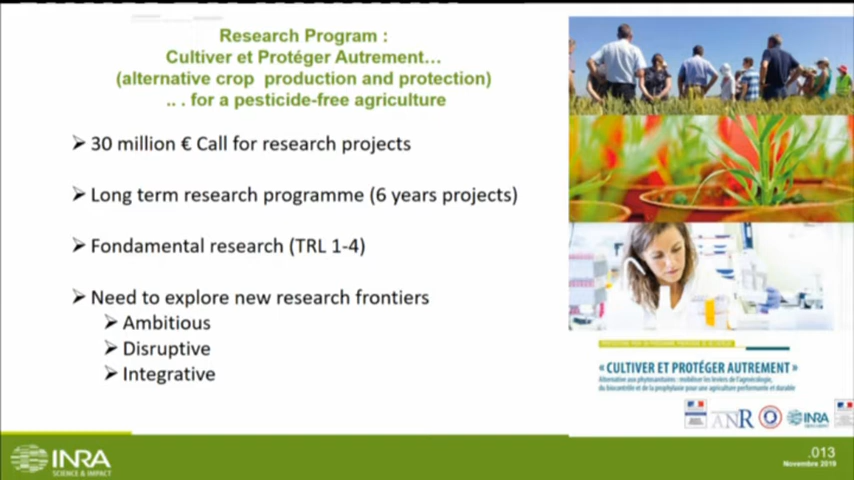 Research Program :
Cultiver et Protéger Autrement…
(alternative crop production and protection)
.. . for a pesticide-free agriculture
30 million € Call for research projects
Long term research programme (6 years projects)
Fondamental research (TRL 1-4)
Need to explore new research frontiers
Ambitious
Disruptive
Integrative
« CULTIVER ET PROTÉGER AUTREMENT »
Alternative aux phytosanitaires : mobiliser les leviers de l'agroécologie,
du biocontrôle et de la prophylaxie pour une agriculture performante et durable
ANR
INRA
INRA
SCIENCE & IMPACT
.013
Novembre 2019